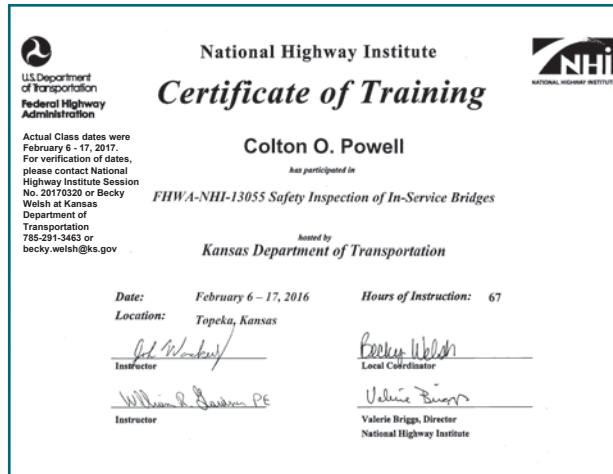 U.S. Department
of Transportation
Federal Highway
Administration
National Highway Institute
NHI
NATIONAL HIGHWAY INSTITUTE
Certificate of Training
Actual Class dates were
February 6 - 17, 2017.
For verification of dates,
please contact National
Highway Institute Session
No. 20170320 or Becky
Welsh at Kansas
Department of
Transportation
785-291-3463 or
becky.welsh@ks.gov
Colton O. Powell
has participated in
FHWA-NHI-13055 Safety Inspection of In-Service Bridges
hosted by
Kansas Department of Transportation
Date: February 6 – 17, 2016 Hours of Instruction: 67
Location: Topeka, Kansas
Becky Welsh
Instructor
Local Coordinator
William R. Gardner PE
Valerie Briggs
Instructor
Valerie Briggs, Director
National Highway Institute